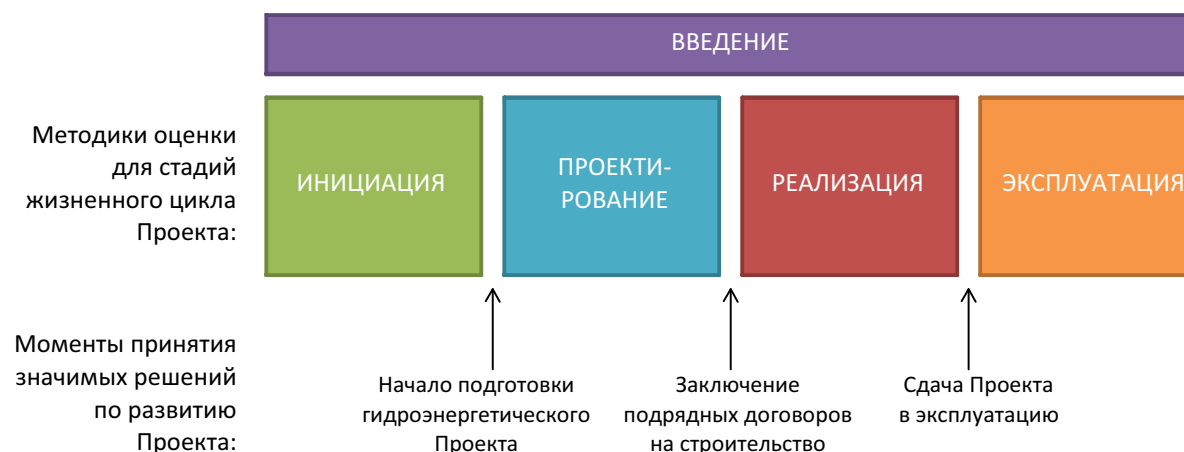 ВВЕДЕНИЕ
Методики оценки
для стадий
жизненного цикла
Проекта:
ИНИЦИАЦИЯ
ПРОЕКТИ-
РОВАНИЕ
РЕАЛИЗАЦИЯ
ЭКСПЛУАТАЦИЯ
Моменты принятия
значимых решений
по развитию
Проекта:
Начало подготовки
гидроэнергетического
Проекта
Заключение
подрядных договоров
на строительство
Сдача Проекта
в эксплуатацию